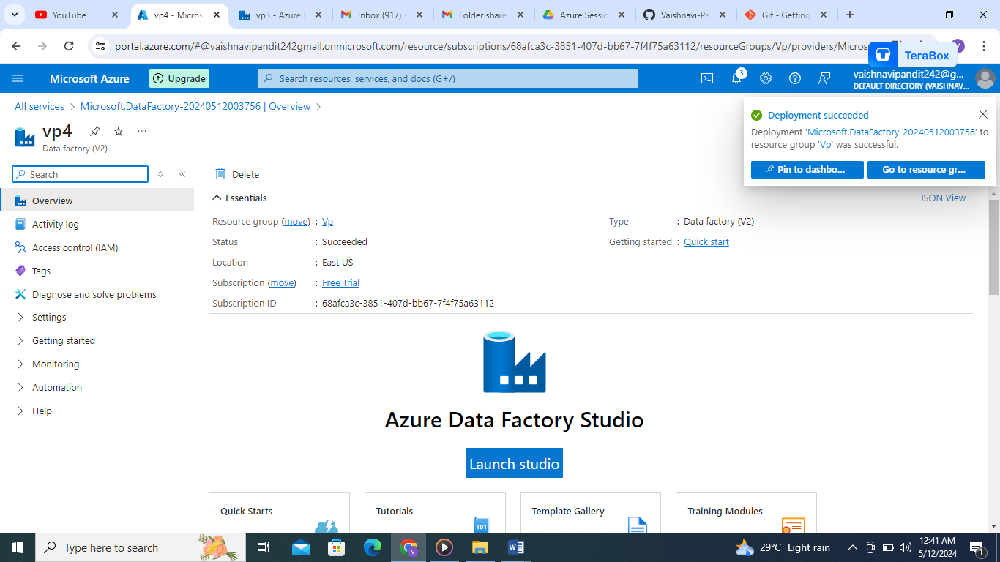 YouTube
vp4 - Micros
vp3 - Azure D
Inbox (917) -
Folder share
Azure Sessio
Vaishnavi-Pa
Git - Getting
portal.azure.com/#@vaishnavipandit242gmail.onmicrosoft.com/resource/subscriptions/68afca3c-3851-407d-bb67-7f4f75a63112/resourceGroups/Vp/providers/Micros
V
TeraBox
Microsoft Azure
Upgrade
Search resources, services, and docs (G+/)
3
vaishnavipandit242@g...
DEFAULT DIRECTORY (VAISHNAV...
All services > Microsoft.DataFactory-20240512003756 | Overview >
vp4
...
Data factory (V2)
Deployment succeeded
Deployment 'Microsoft.DataFactory-20240512003756' to
resource group 'Vp' was successful.
Pin to dashbo...
Go to resource gr...
Search
«
Delete
Overview
Activity log
Access control (IAM)
Tags
Diagnose and solve problems
Settings
Getting started
Monitoring
Automation
Help
Essentials
JSON View
Resource group (move) : Vp
Status : Succeeded
Location : East US
Subscription (move) : Free Trial
Subscription ID : 68afca3c-3851-407d-bb67-7f4f75a63112
Type : Data factory (V2)
Getting started : Quick start
Azure Data Factory Studio
Launch studio
Quick Starts
Tutorials
101
Template Gallery
Training Modules
Type here to search
V
29°C Light rain
12:41 AM
5/12/2024
1